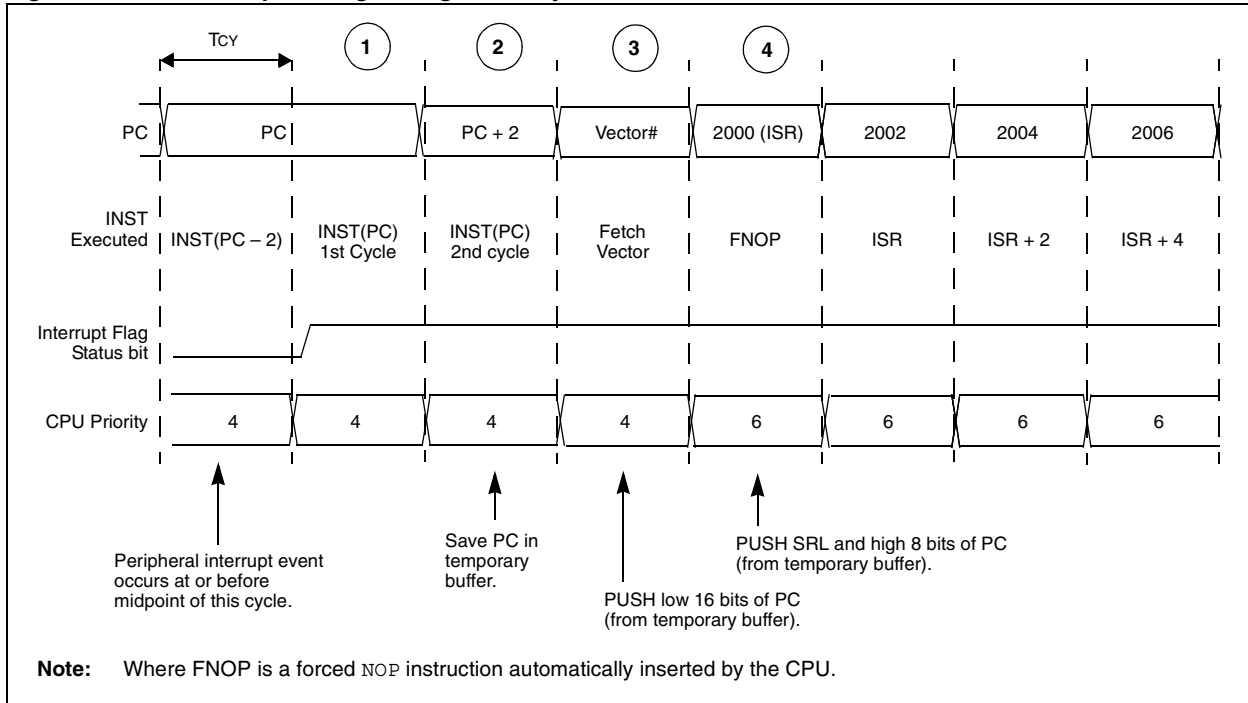 TCY
1
2
3
4
PC
PC
PC + 2
Vector#
2000 (ISR)
2002
2004
2006
INST
Executed
INST(PC – 2)
INST(PC)
1st Cycle
INST(PC)
2nd cycle
Fetch
Vector
FNOP
ISR
ISR + 2
ISR + 4
Interrupt Flag
Status bit
CPU Priority
4
4
4
4
6
6
6
6
Peripheral interrupt event
occurs at or before
midpoint of this cycle.
Save PC in
temporary
buffer.
PUSH low 16 bits of PC
(from temporary buffer).
PUSH SRL and high 8 bits of PC
(from temporary buffer).
Note: Where FNOP is a forced NOP instruction automatically inserted by the CPU.